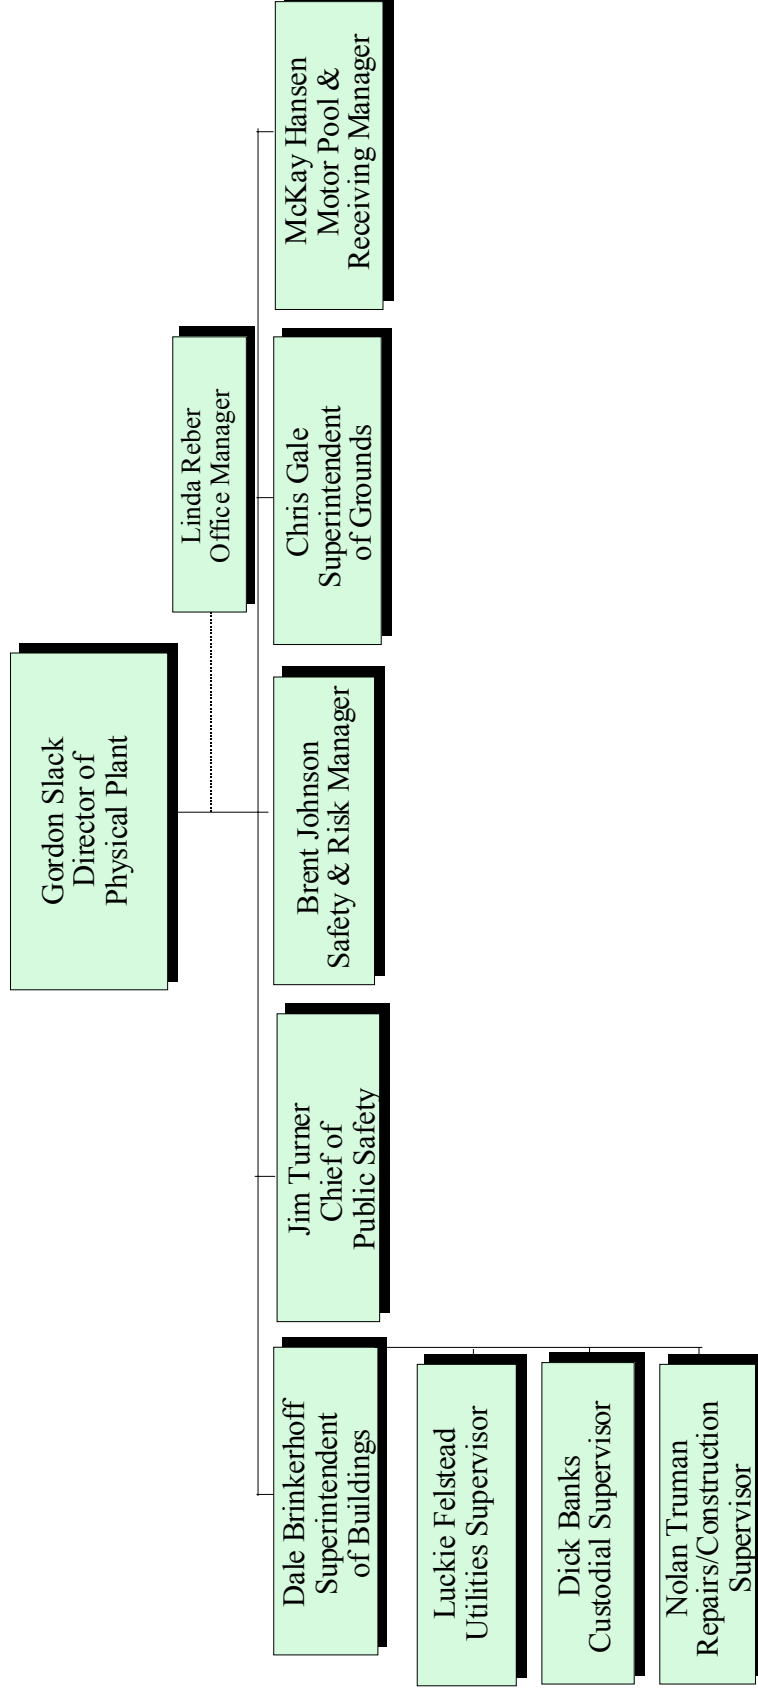 Gordon Slack
Director of
Physical Plant
Linda Reber
Office Manager
Dale Brinkerhoff
Superintendent
of Buildings
Jim Turner
Chief of
Public Safety
Brent Johnson
Safety & Risk Manager
Chris Gale
Superintendent
of Grounds
McKay Hansen
Motor Pool &
Receiving Manager
Luckie Felstead
Utilities Supervisor
Dick Banks
Custodial Supervisor
Nolan Truman
Repairs/Construction
Supervisor